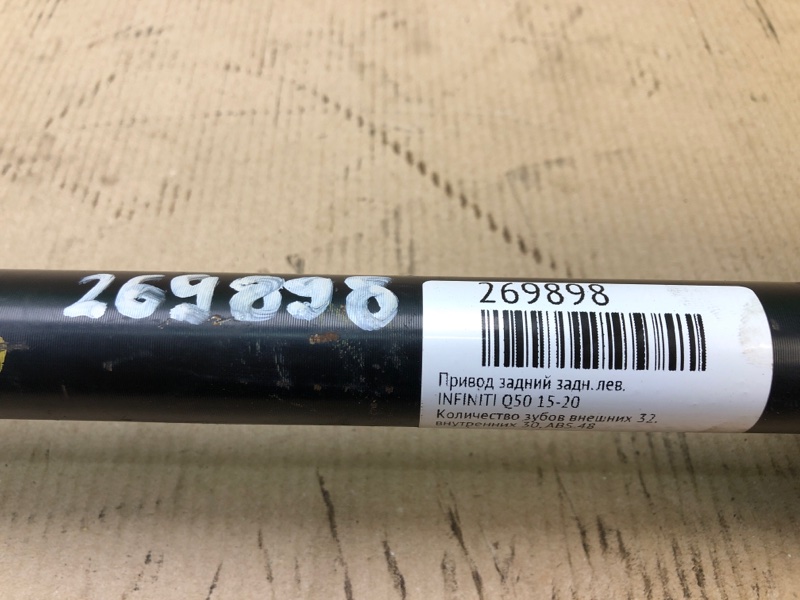 269898
269898
Привод задний задн. лев.
INFINITI Q50 15-20
Количество зубов внешних 32,
внутренних 30, ABS.48